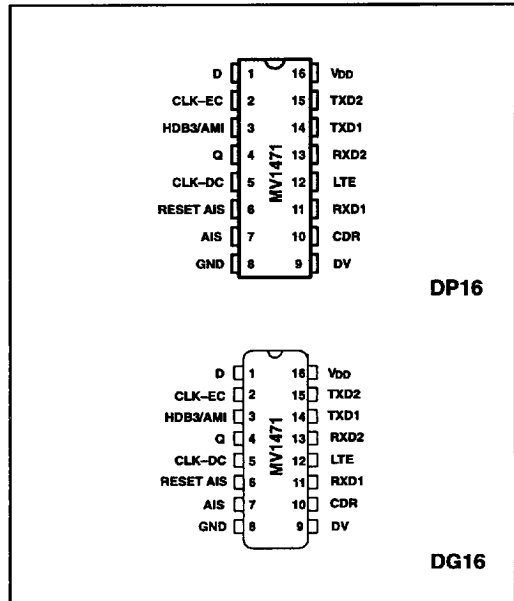 D 1 16 VDD
CLK–EC 2 15 TXD2
HDB3/AMI 3 14 TXD1
Q 4 13 RXD2
CLK–DC 5 12 LTE
RESET AIS 6 11 RXD1
AIS 7 10 CDR
GND 8 9 DV
MV1471
DP16
D 1 16 VDD
CLK–EC 2 15 TXD2
HDB3/AMI 3 14 TXD1
Q 4 13 RXD2
CLK–DC 5 12 LTE
RESET AIS 6 11 RXD1
AIS 7 10 CDR
GND 8 9 DV
MV1471
DG16